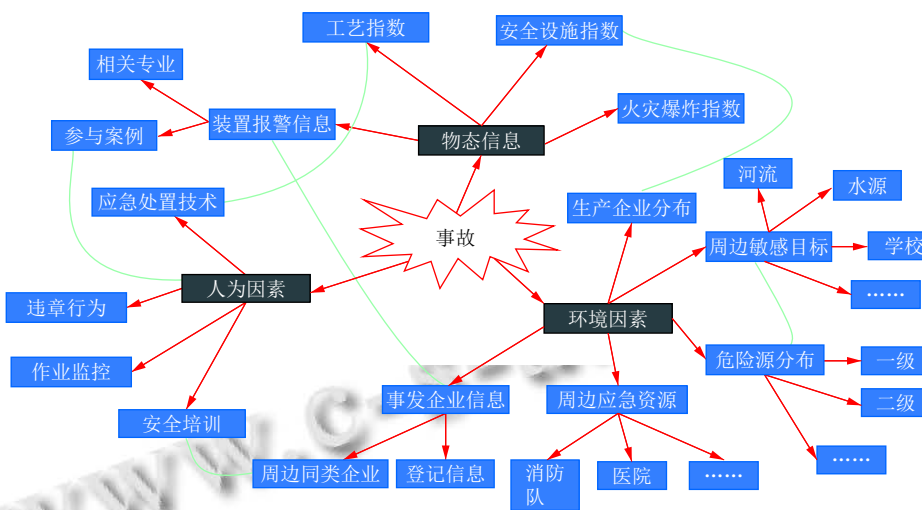 工艺指数
安全设施指数
相关专业
火灾爆炸指数
参与案例
装置报警信息
物态信息
河流
水源
应急处置技术
生产企业分布
事故
周边敏感目标
学校
人为因素
……
违章行为
环境因素
作业监控
危险源分布
一级
二级
事发企业信息
周边应急资源
安全培训
……
周边同类企业
登记信息
消防
队
医院
……
www.c-